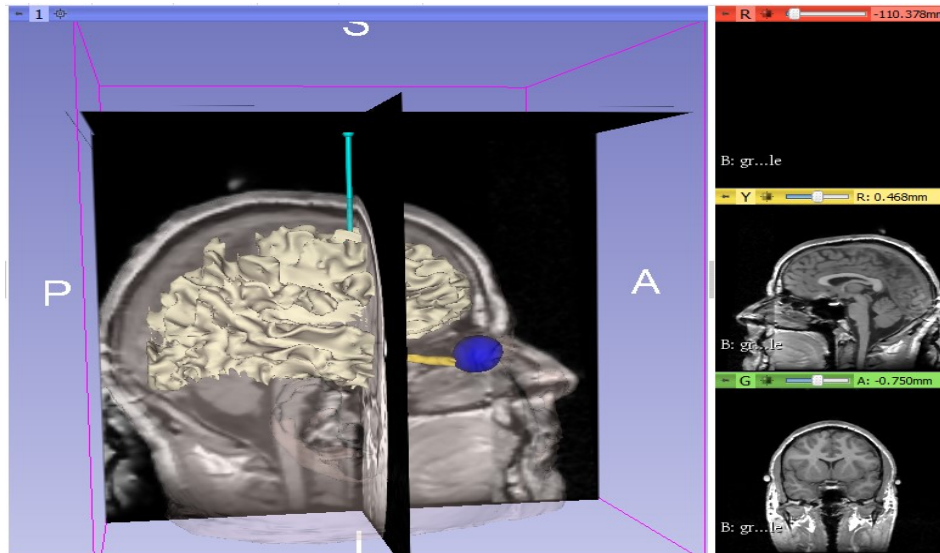 1
S
P
A
I
R
-110.378mm
B: gr...le
Y
R: 0.468mm
B: gr...le
G
A: -0.750mm
B: gr...le